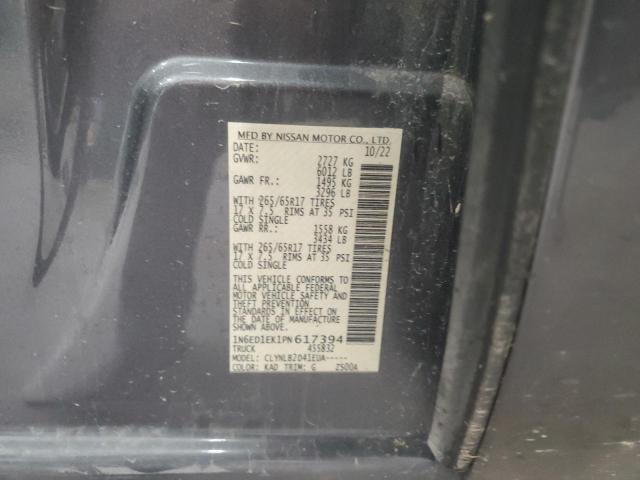 MFD BY NISSAN MOTOR CO., LTD.
DATE: 10/22
GVWR: 2727 KG
6012 LB
GAWR FR.: 1495 KG
3296 LB
WITH 265/65R17 TIRES
17 X 7.5 RIMS AT 35 PSI
COLD SINGLE
GAWR RR.: 1558 KG
3434 LB
WITH 265/65R17 TIRES
17 X 7.5 RIMS AT 35 PSI
COLD SINGLE
THIS VEHICLE CONFORMS TO
ALL APPLICABLE FEDERAL
MOTOR VEHICLE SAFETY AND
THEFT PREVENTION
STANDARDS IN EFFECT ON
THE DATE OF MANUFACTURE
SHOWN ABOVE.
1N6ED1EK1PN617394
TRUCK 455832
MODEL: CLYNLB2D41EUA-----
COLOR: KAD TRIM: G ZSOOA